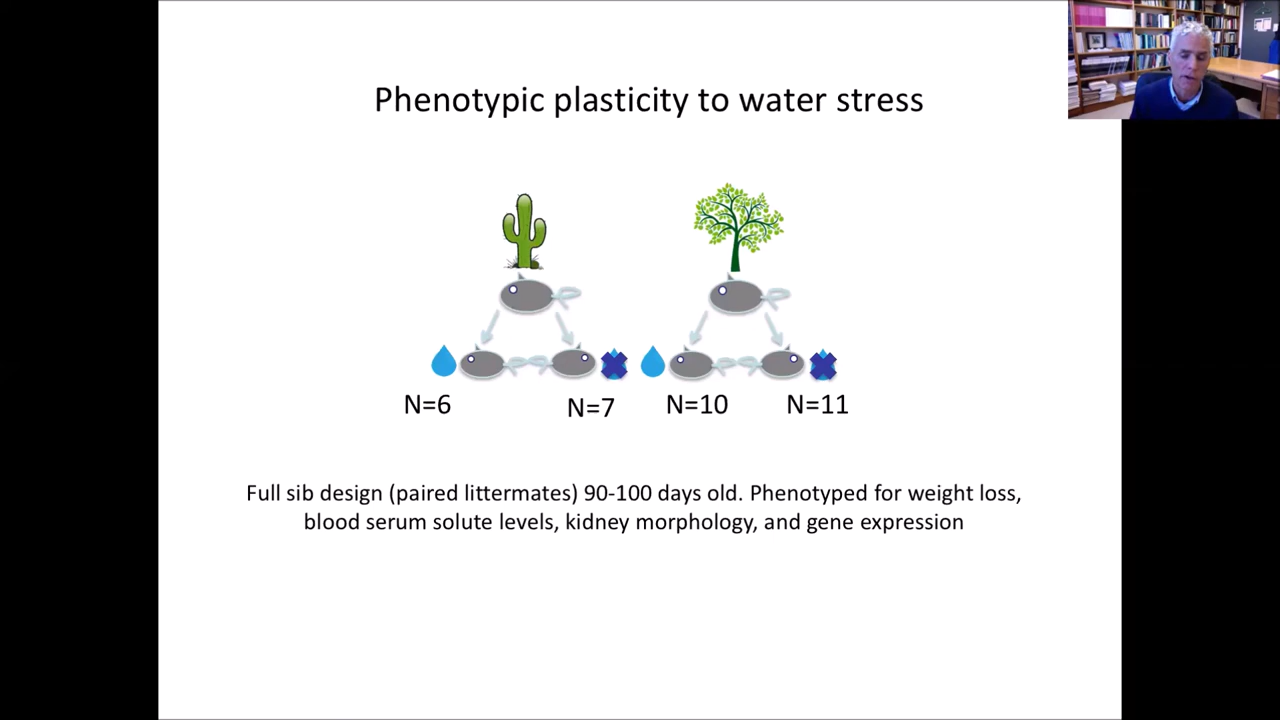 Phenotypic plasticity to water stress
N=6
N=7
N=10
N=11
Full sib design (paired littermates) 90-100 days old. Phenotyped for weight loss,
blood serum solute levels, kidney morphology, and gene expression